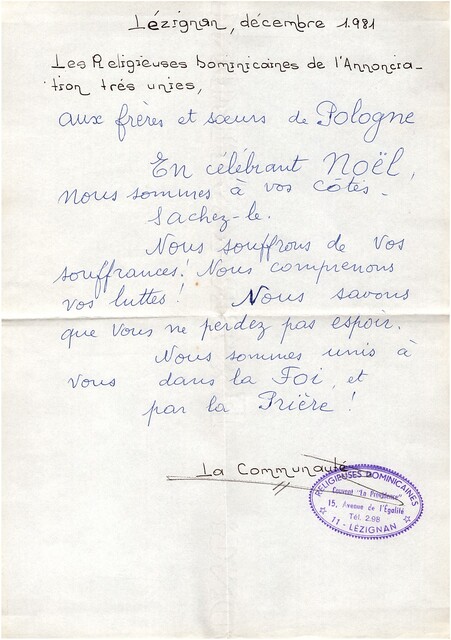 Lézignan, décembre 1.981
Les Religieuses Dominicaines de l'Annoncia-
tion trés unies,
aux frères et sœurs de Pologne
En célébrant Noël,
nous sommes à vos côtés.
Sachez-le.
Nous souffrons de vos
souffrances! Nous comprenons
vos luttes! Nous savons
que vous ne perdez pas espoir.
Nous sommes unis à
vous dans la Foi, et
par la Prière!
La Communauté
RELIGIEUSES DOMINICAINES
Couvent "La Providence"
15, Avenue de l'Égalité
Tél. 2.98
11 - LÉZIGNAN